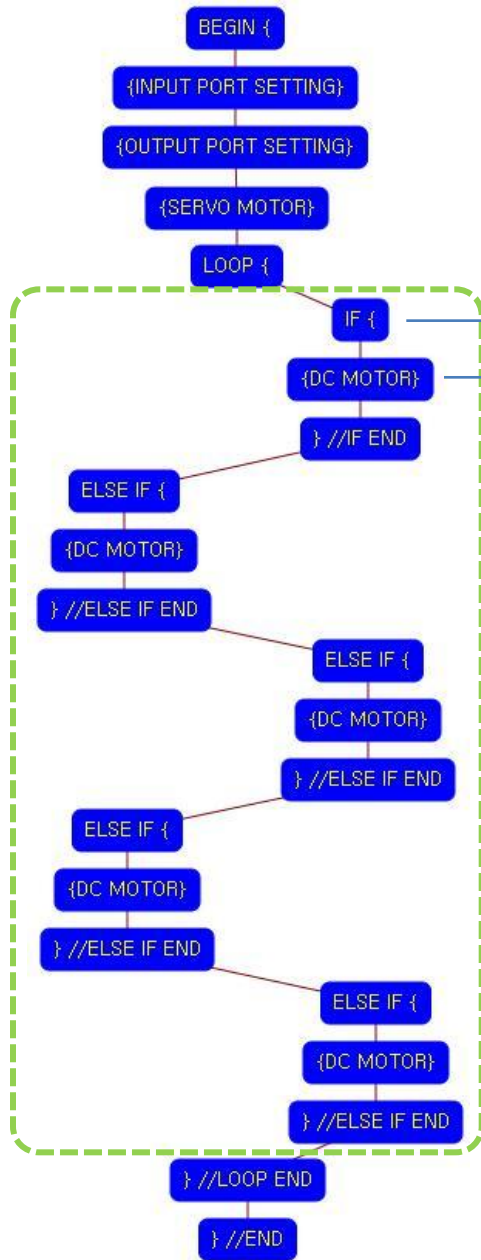 BEGIN {
{INPUT PORT SETTING}
{OUTPUT PORT SETTING}
{SERVO MOTOR}
LOOP {
IF {
{DC MOTOR}
} //IF END
ELSE IF {
{DC MOTOR}
} //ELSE IF END
ELSE IF {
{DC MOTOR}
} //ELSE IF END
ELSE IF {
{DC MOTOR}
} //ELSE IF END
ELSE IF {
{DC MOTOR}
} //ELSE IF END
} //LOOP END
} //END